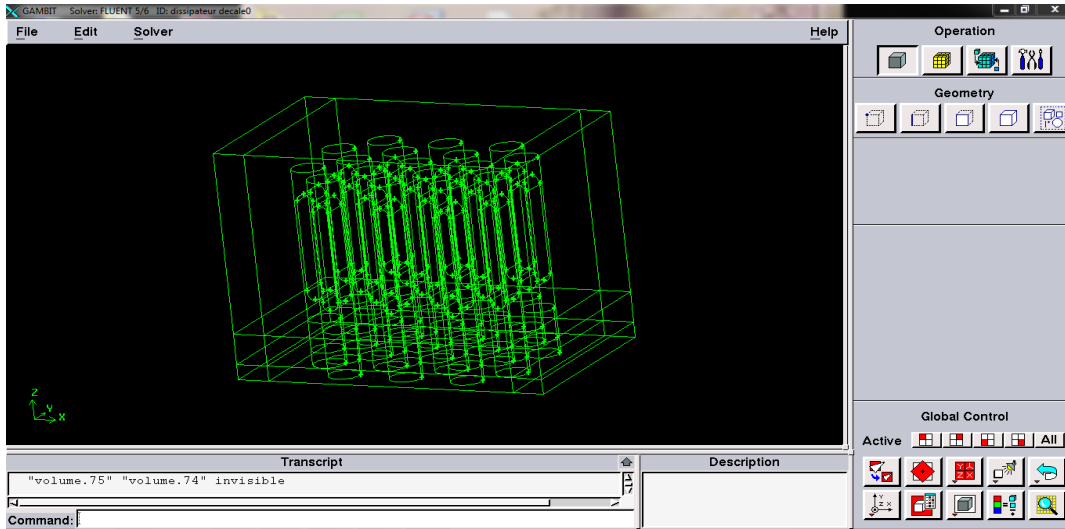 GAMBIT Solver: FLUENT 5/6 ID: dissipateur decale0
File Edit Solver Help
Operation
Geometry
Z
Y
X
Global Control
Active All
Transcript
Description
"volume.75" "volume.74" invisible
Command: